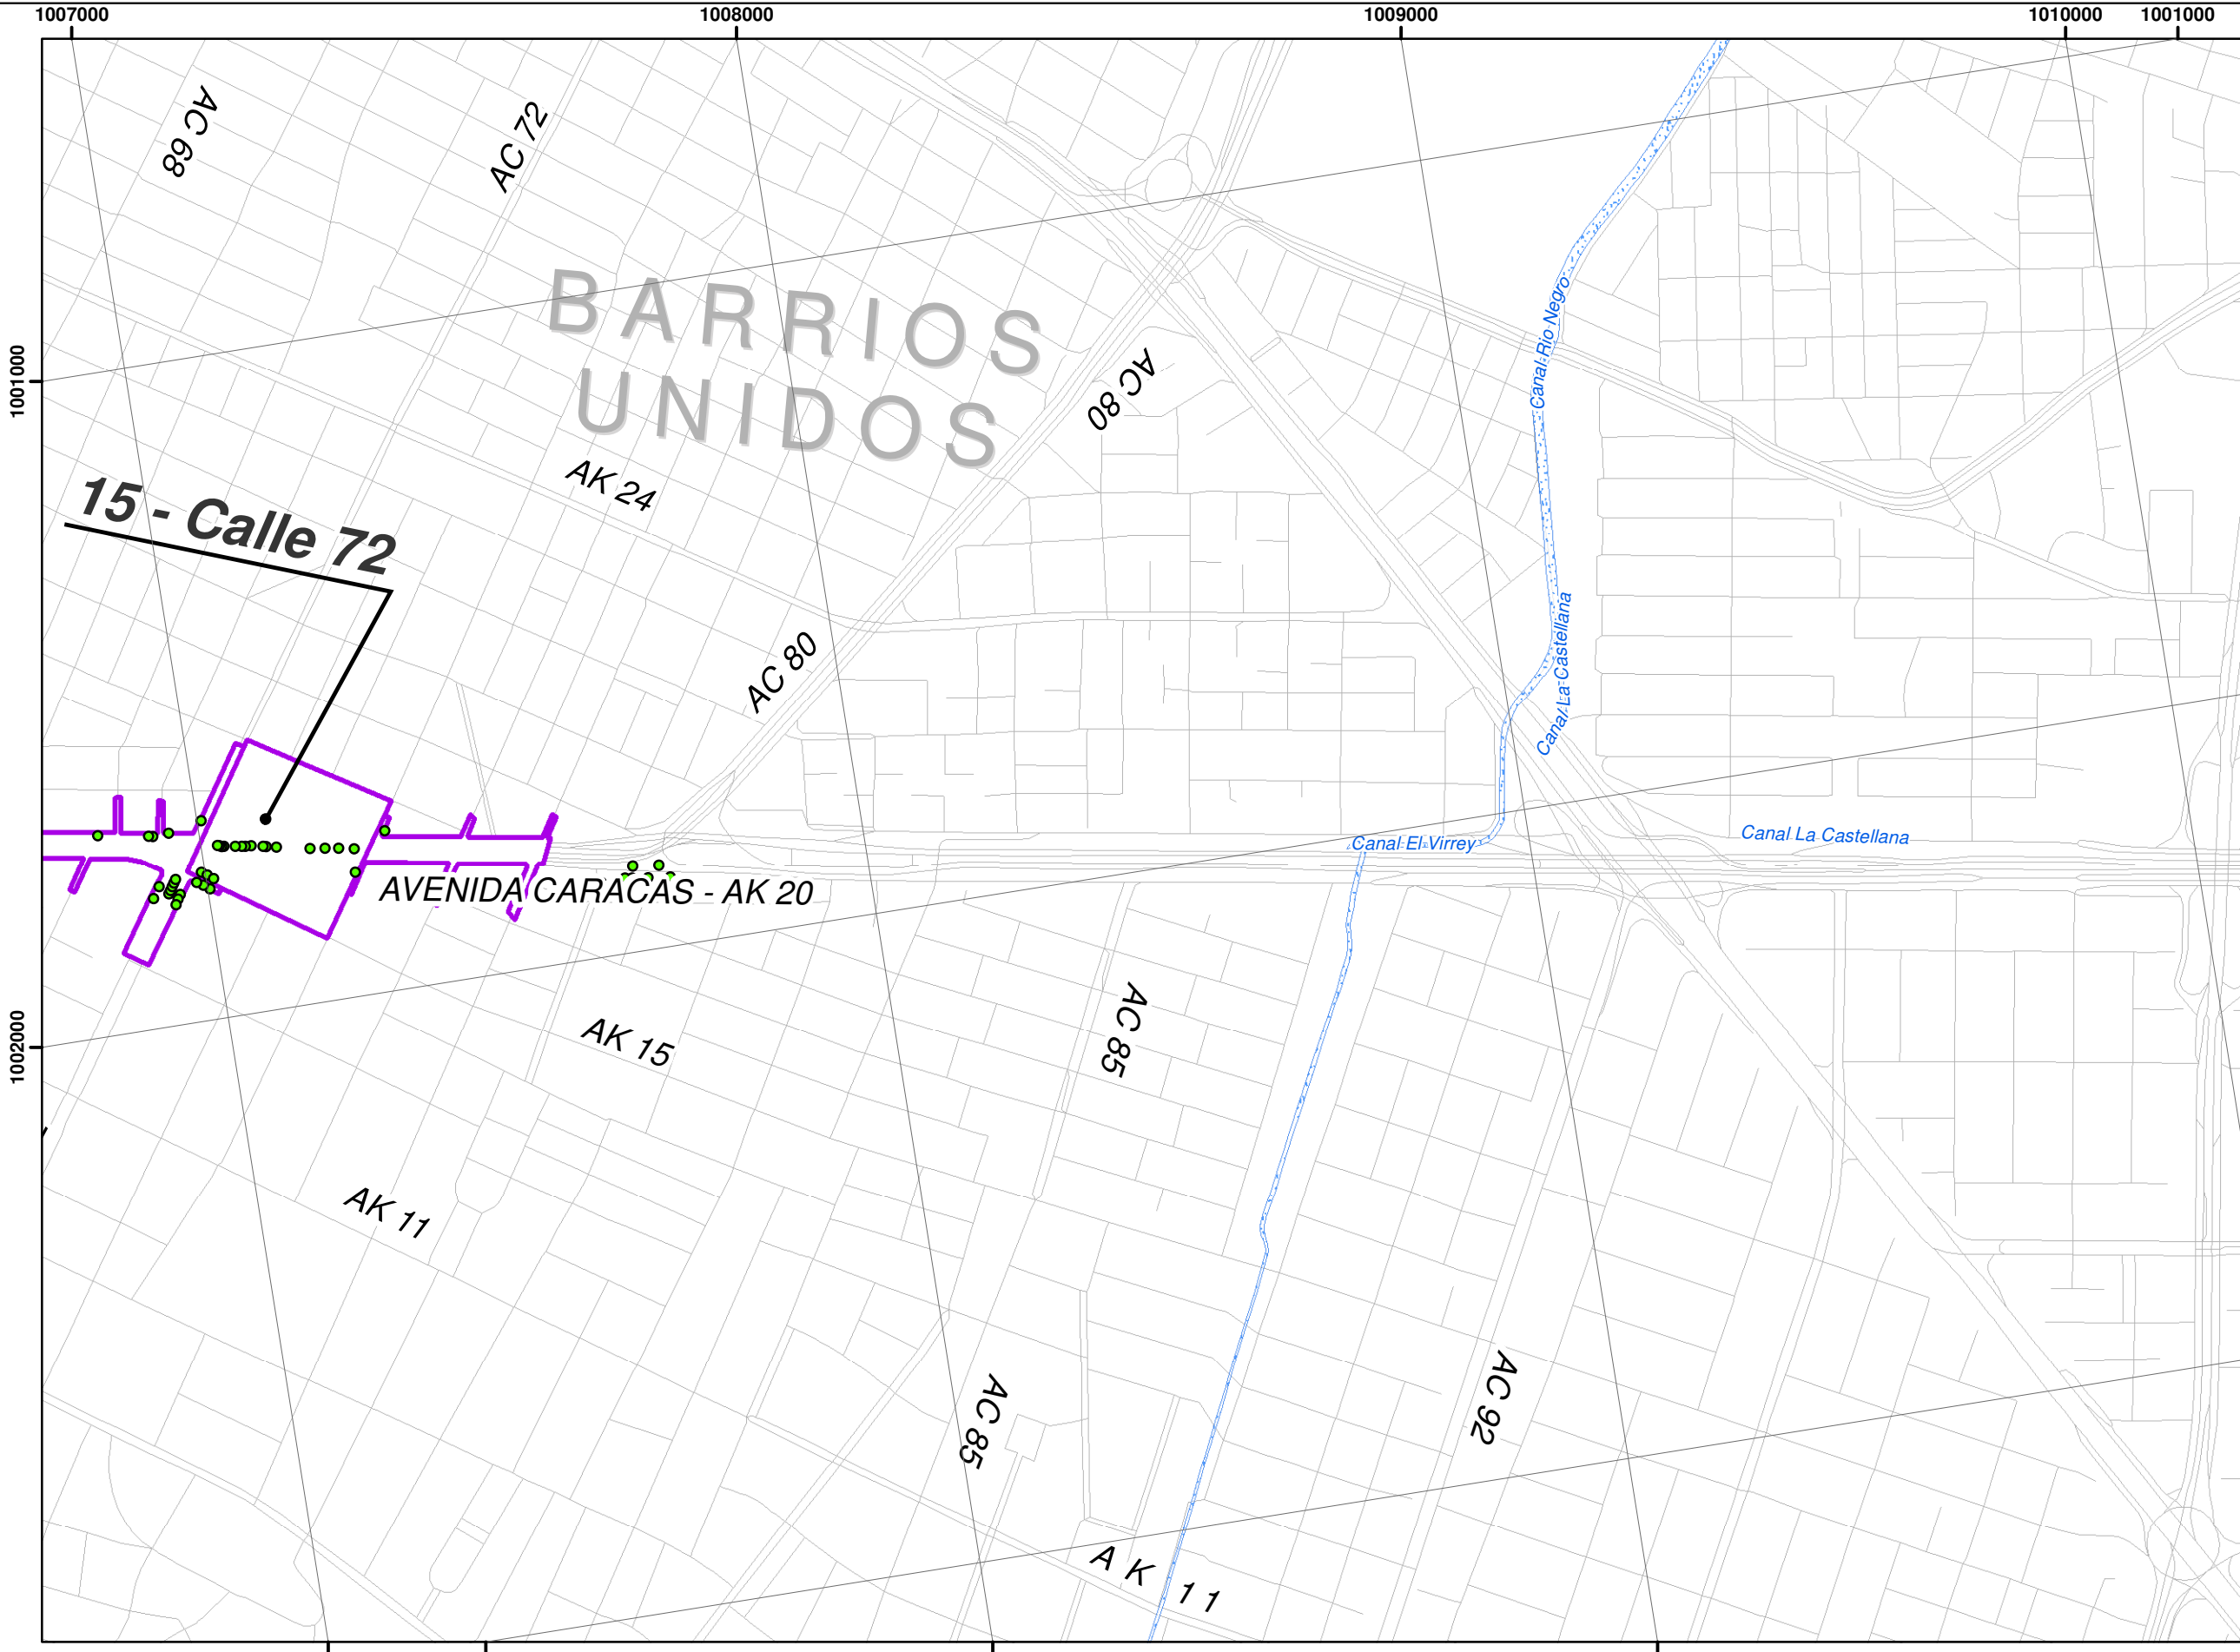 1007000
1008000
1009000
1010000
1001000
AC 68
AC 72
BARRIOS
UNIDOS
Canal Rio Negro
1001000
AC 80
AK 24
15 - Calle 72
AC 80
Canal La Castellana
Canal El Virrey
Canal La Castellana
AVENIDA CARACAS - AK 20
1002000
AK 15
AC 85
AK 11
AC 85
AC 92
AK 11